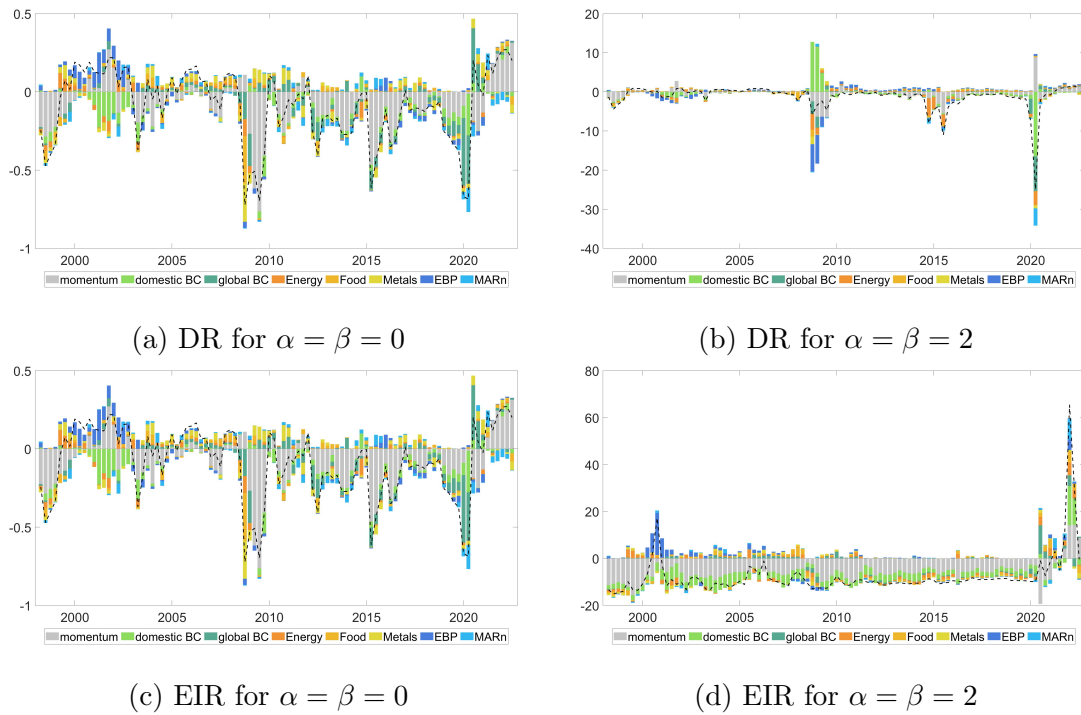 0.5
0
-0.5
-1
2000 2005 2010 2015 2020
momentum domestic BC global BC Energy Food Metals EBP MARn
20
10
0
-10
-20
-30
-40
2000 2005 2010 2015 2020
momentum domestic BC global BC Energy Food Metals EBP MARn
(a) DR for α = β = 0
(b) DR for α = β = 2
0.5
0
-0.5
-1
2000 2005 2010 2015 2020
momentum domestic BC global BC Energy Food Metals EBP MARn
80
60
40
20
0
-20
2000 2005 2010 2015 2020
momentum domestic BC global BC Energy Food Metals EBP MARn
(c) EIR for α = β = 0
(d) EIR for α = β = 2